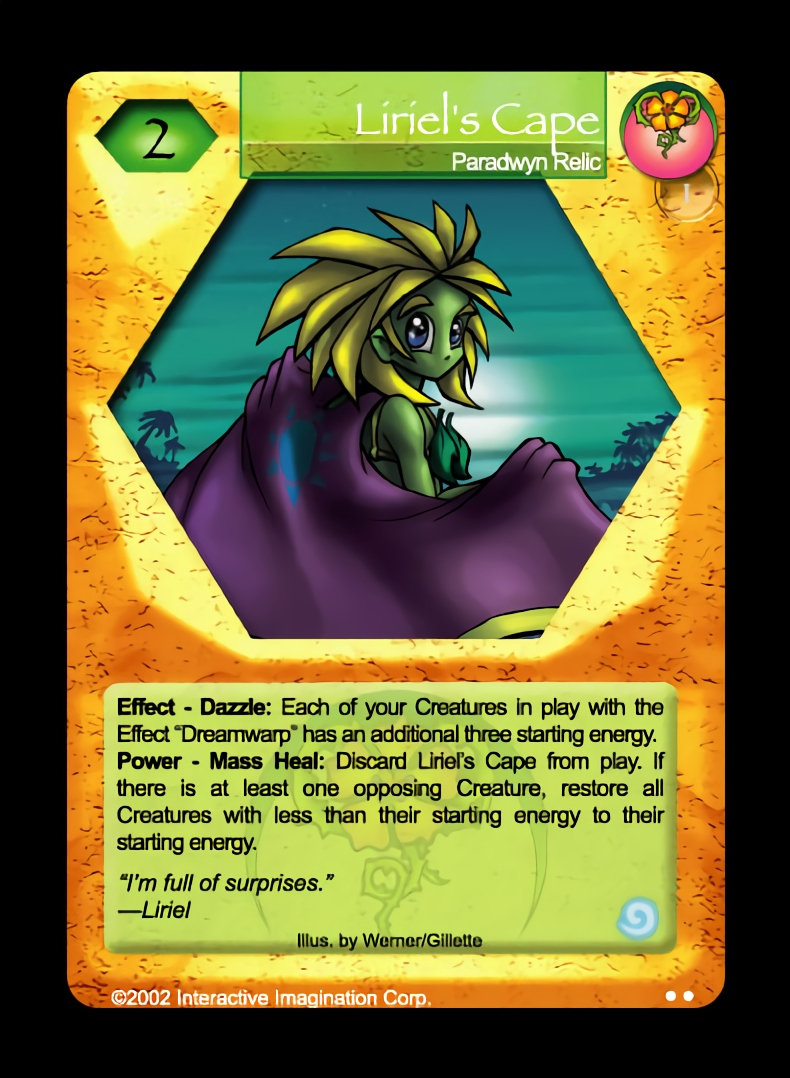 2
Liriel's Cape
Paradwyn Relic
1
Effect - Dazzle: Each of your Creatures in play with the
Effect "Dreamwarp" has an additional three starting energy.
Power - Mass Heal: Discard Liriel's Cape from play. If
there is at least one opposing Creature, restore all
Creatures with less than their starting energy to their
starting energy.
"I'm full of surprises."
—Liriel
Illus. by Werner/Gillette
©2002 Interactive Imagination Corp.